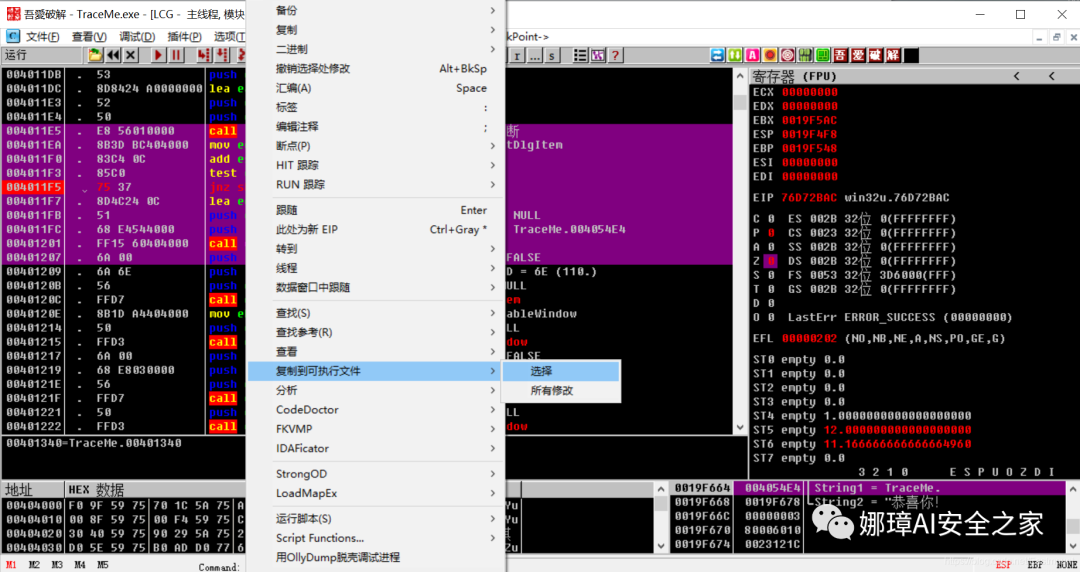 吾愛破解 - TraceMe.exe - [LCG - 主线程, 模块
文件(F) 查看(V) 调试(D) 插件(P) 选项(T
kPoint->
运行
r ... s
? 吾 爱 破 解
004011DB . 53 push
004011DC . 8D8424 A0000000 lea e
004011E3 . 52 push
004011E4 . 50 push
004011E5 . E8 56010000 call 断
004011EA . 8B3D BC404000 mov e tDlgItem
004011F0 . 83C4 0C add e
004011F3 . 85C0 test
004011F5 75 37
004011F7 . 8D4C24 0C lea e
004011FB . 51 push NULL
004011FC . 68 E4544000 push TraceMe.004054E4
00401201 . FF15 60404000 call
00401207 . 6A 00 push FALSE
00401209 . 6A 6E push D = 6E (110.)
0040120B . 56 push ULL
0040120C . FFD7 call em
0040120E . 8B1D A4404000 mov e ableWindow
00401214 . 50 push LL
00401215 . FFD3 call dow
00401217 . 6A 00 push FALSE
00401219 . 68 E8030000 push
0040121E . 56 push
0040121F . FFD7 call
00401221 . 50 push LL
00401222 . FFD3 call dow
00401340=TraceMe.00401340
备份
复制
二进制
撤销选择处修改 Alt+BkSp
汇编(A) Space
标签 :
编辑注释 ;
断点(P)
HIT 跟踪
RUN 跟踪
跟随 Enter
此处为新 EIP Ctrl+Gray *
转到
线程
数据窗口中跟随
查找(S)
查找参考(R)
查看
复制到可执行文件
选择
所有修改
分析
CodeDoctor
FKVMP
IDAFicator
StrongOD
LoadMapEx
运行脚本(S)
Script Functions...
用OllyDump脱壳调试进程
寄存器 (FPU) < <
ECX 00000000
EDX 00000000
EBX 0019F5AC
ESP 0019F4F8
EBP 0019F548
ESI 00000000
EDI 00000000
EIP 76D72BAC win32u.76D72BAC
C 0 ES 002B 32位 0(FFFFFFFF)
P 0 CS 0023 32位 0(FFFFFFFF)
A 0 SS 002B 32位 0(FFFFFFFF)
Z 0 DS 002B 32位 0(FFFFFFFF)
S 0 FS 0053 32位 3D6000(FFF)
T 0 GS 002B 32位 0(FFFFFFFF)
D 0
O 0 LastErr ERROR_SUCCESS (00000000)
EFL 00000202 (NO,NB,NE,A,NS,PO,GE,G)
ST0 empty 0.0
ST1 empty 0.0
ST2 empty 0.0
ST3 empty 0.0
ST4 empty 1.0000000000000000000
ST5 empty 12.000000000000000000
ST6 empty 11.166666666666664960
ST7 empty 0.0
3 2 1 0 E S P U O Z D I
地址 HEX 数据
00404000 F0 9F 59 75 70 1C 5A 75
00404010 00 8F 59 75 00 F4 59 75
00404020 30 40 59 75 90 29 5A 75
00404030 D0 5E 59 75 B0 AD D0 77
0019F664 004054E4 String1 = TraceMe.
0019F668 0019F678 String2 = "恭喜你!
0019F66C 00000003
0019F670 80006010
0019F674 0023121C
娜璋AI安全之家
M1 M2 M3 M4 M5 Command: ESP EBP NONE